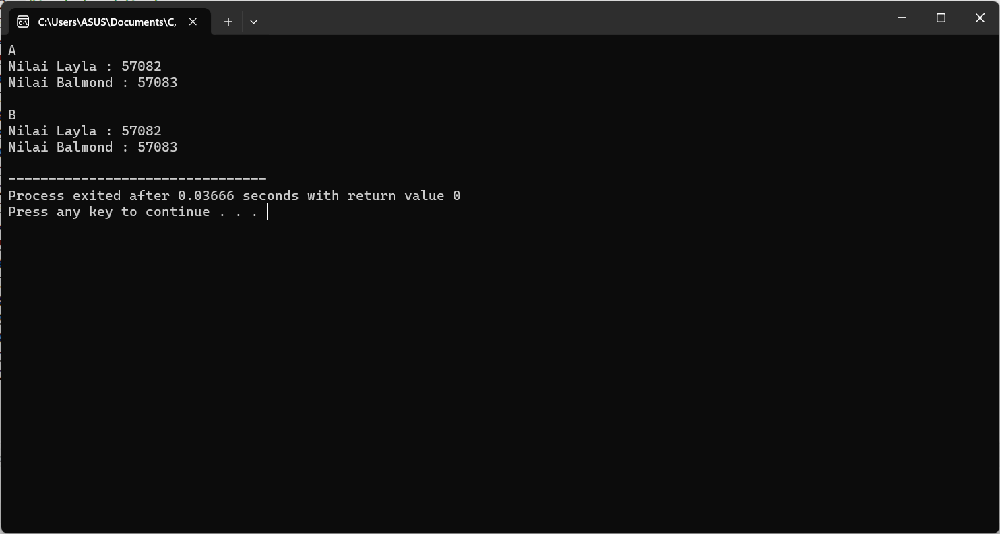 C:\Users\ASUS\Documents\C,
A
Nilai Layla : 57082
Nilai Balmond : 57083
B
Nilai Layla : 57082
Nilai Balmond : 57083
--------------------------------
Process exited after 0.03666 seconds with return value 0
Press any key to continue . . .